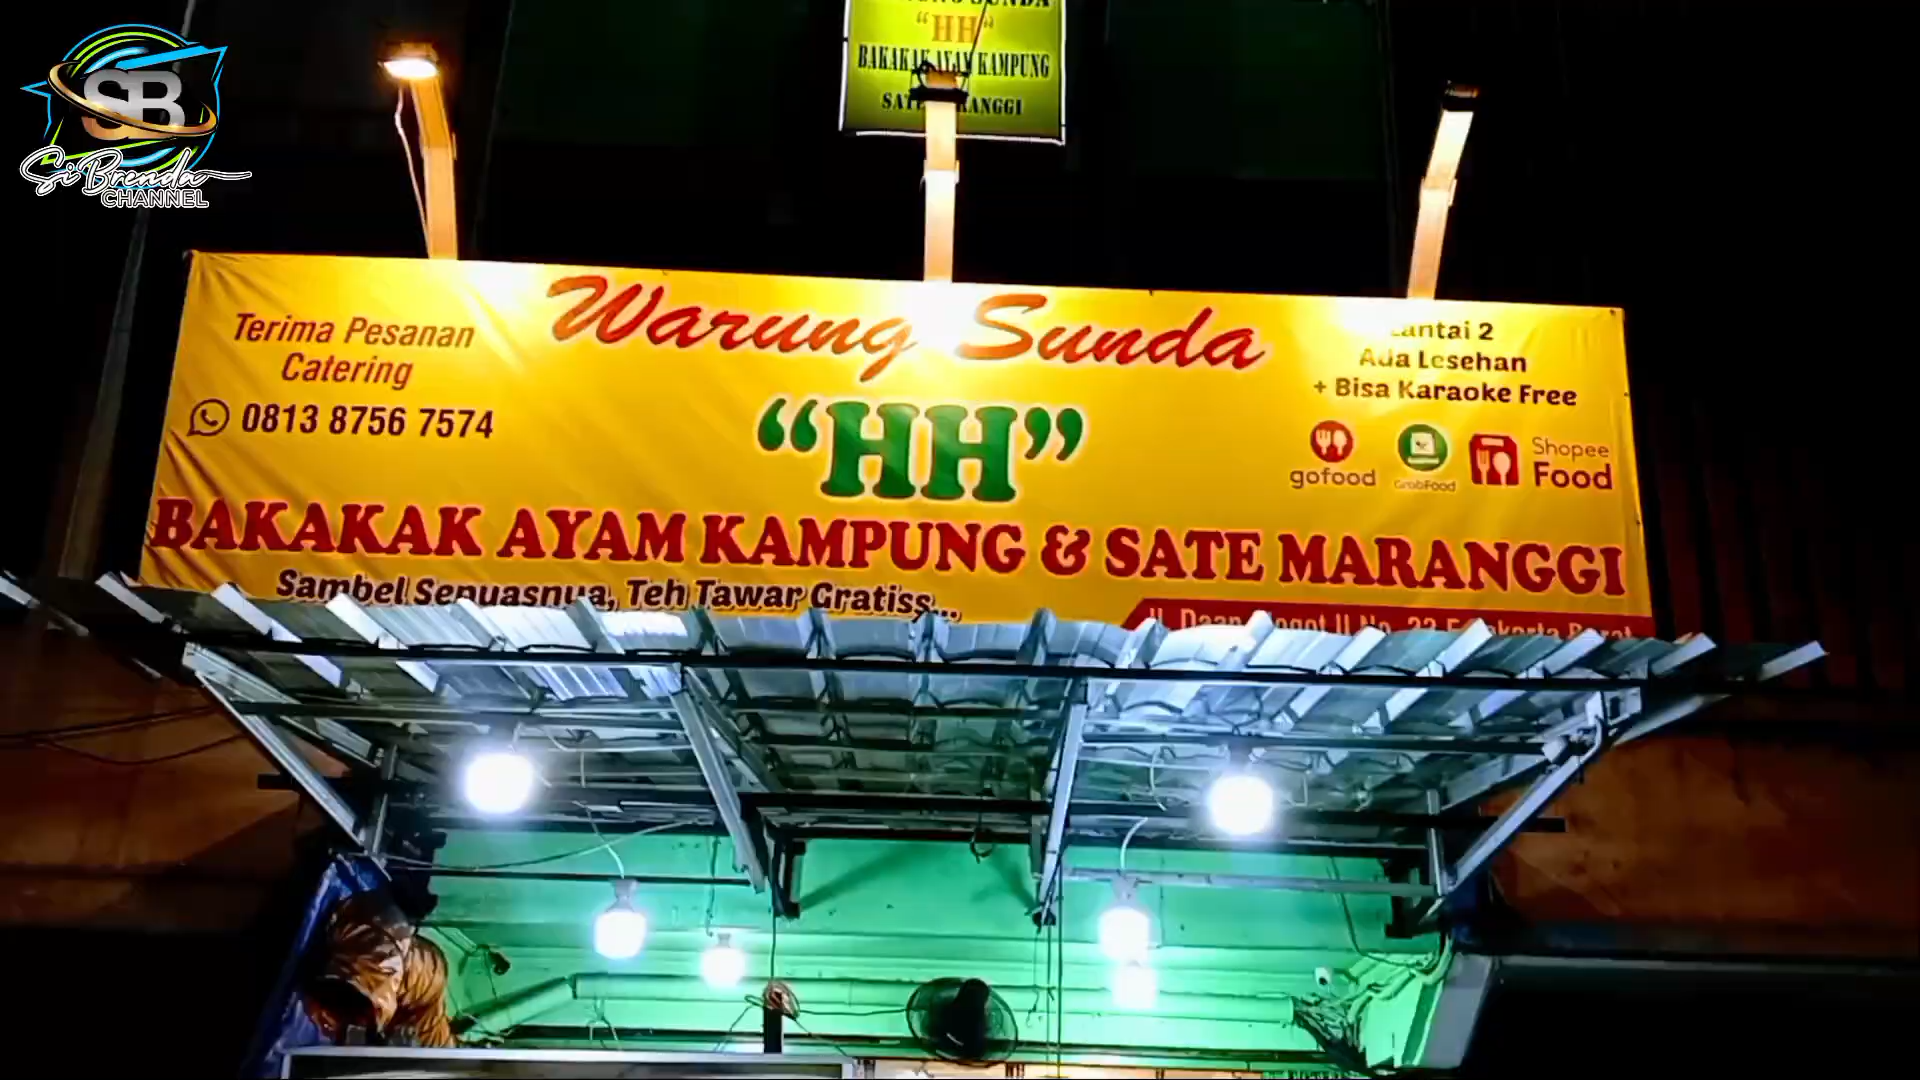 SB
Si Brenda
CHANNEL
"HH"
BAKAKAK AYAM KAMPUNG
SATE
Warung Sunda
"HH"
BAKAKAK AYAM KAMPUNG & SATE MARANGGI
Sambel Sepuasnya, Teh Tawar Gratiss...
Terima Pesanan
Catering
0813 8756 7574
Lantai 2
Ada Lesehan
+ Bisa Karaoke Free
gofood
GrabFood
Shopee
Food